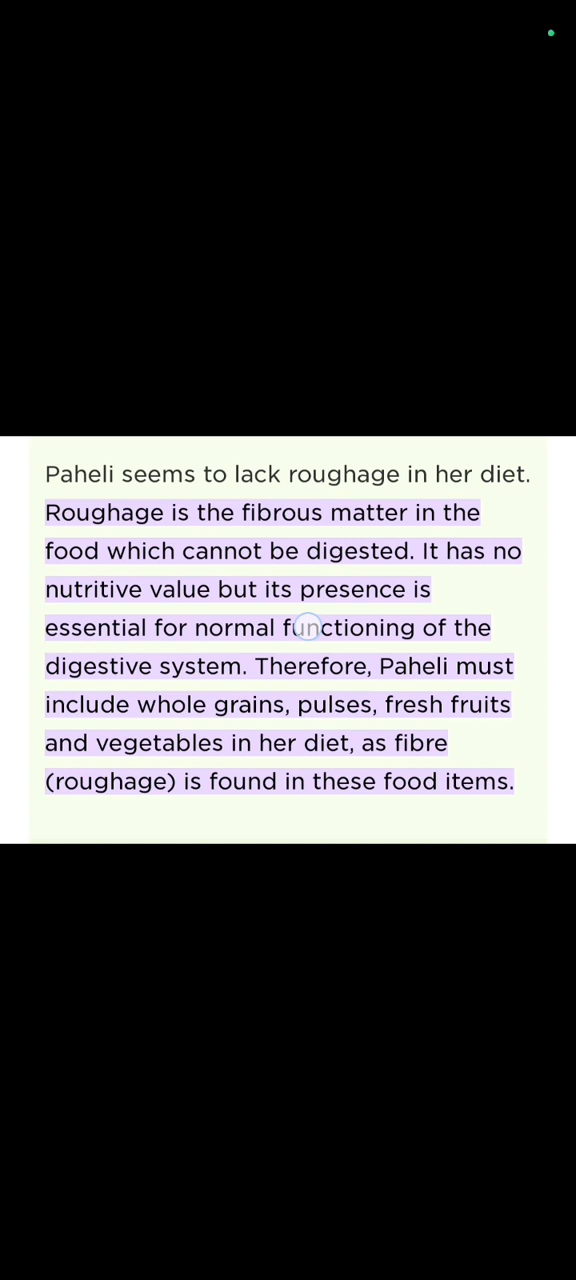 Paheli seems to lack roughage in her diet.
Roughage is the fibrous matter in the
food which cannot be digested. It has no
nutritive value but its presence is
essential for normal functioning of the
digestive system. Therefore, Paheli must
include whole grains, pulses, fresh fruits
and vegetables in her diet, as fibre
(roughage) is found in these food items.